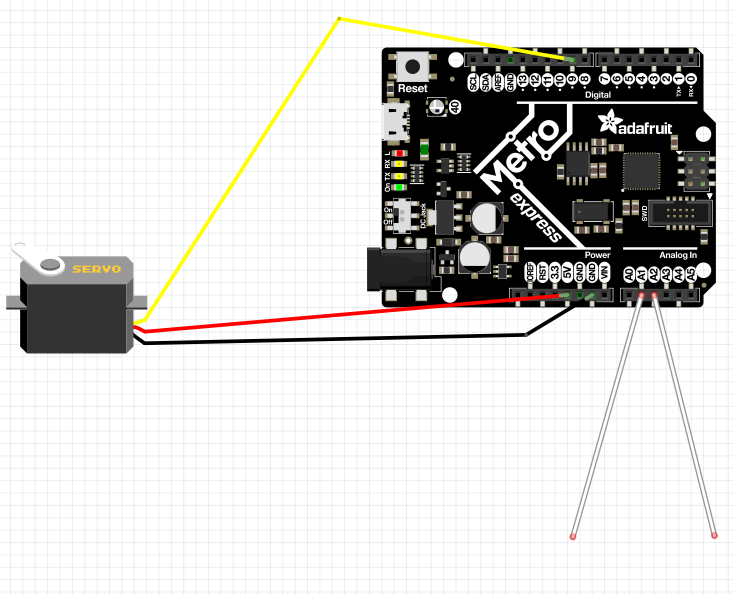 Reset
SCL
SDA
AREF
GND
13
12
11
10
9
8
7
6
5
4
3
2
1
0
TX▸
RX◂
Digital
40
adafruit
Metro
express
L
RX
TX
On
On
Off
DC Jack
SWD
SERVO
Power
Analog In
IOREF
RST
3.3
5V
GND
GND
VIN
A0
A1
A2
A3
A4
A5